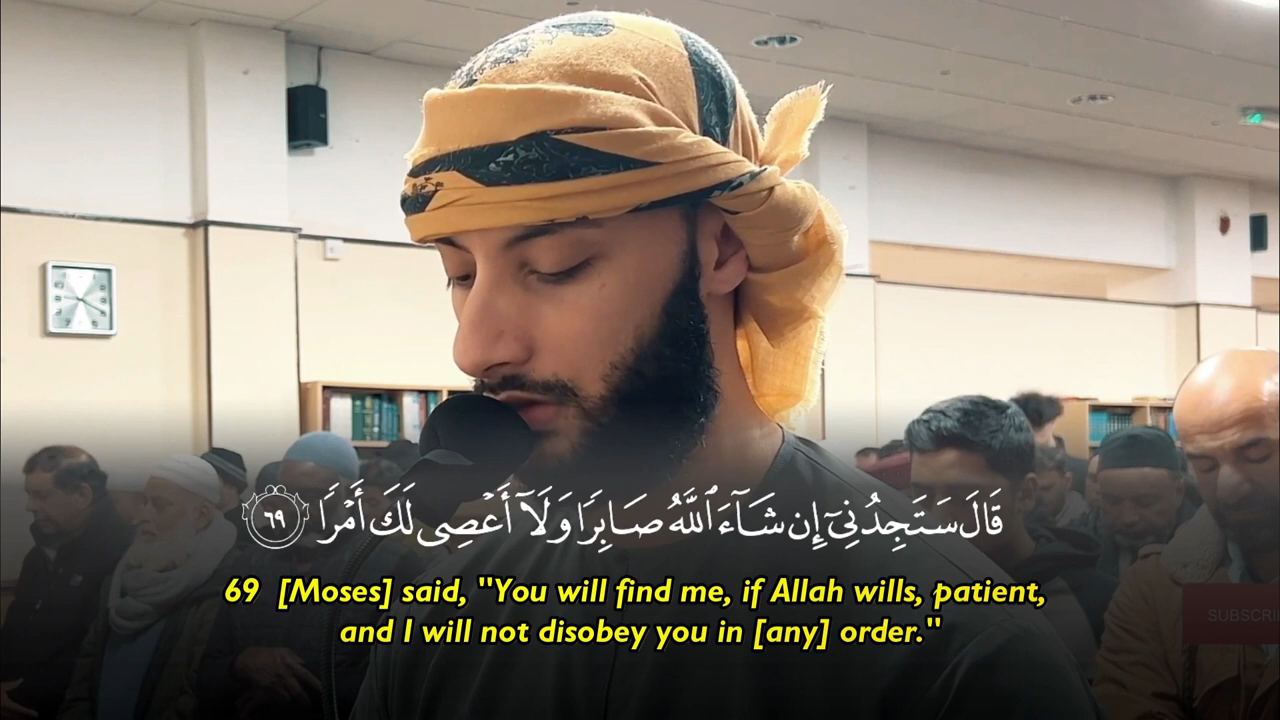 قَالَ سَتَجِدُنِىٓ إِن شَآءَ ٱللَّهُ صَابِرًا وَلَآ أَعْصِى لَكَ أَمْرًا ٦٩
69 [Moses] said, "You will find me, if Allah wills, patient,
and I will not disobey you in [any] order."